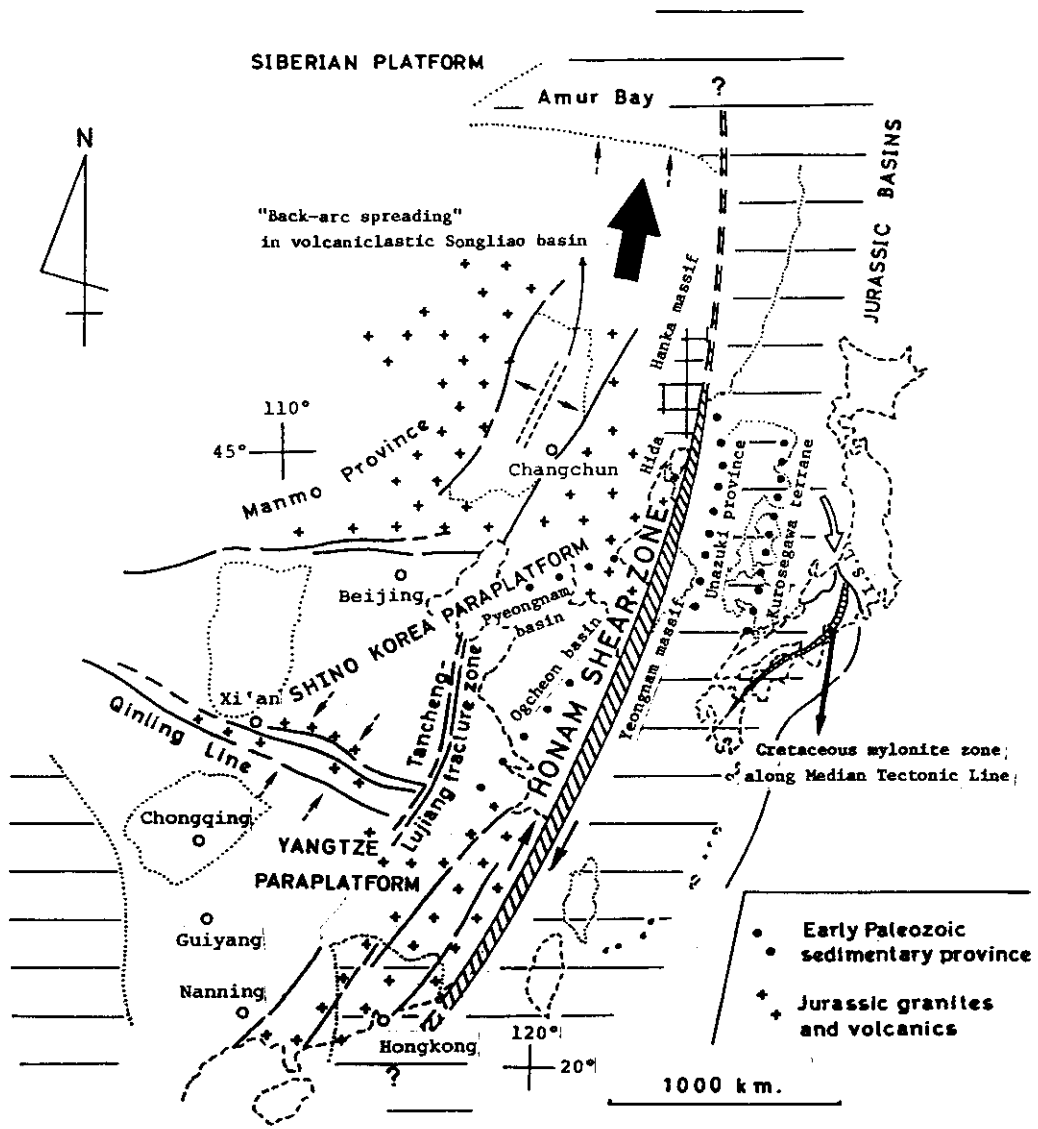 SIBERIAN PLATFORM
?
Amur Bay
N
JURASSIC BASINS
"Back-arc spreading"
in volcaniclastic Songliao basin
Hanka massif
110°
45°
Manmo Province
Changchun
Hida
Unazuki province
Kurosegawa terrane
I.S.L.
Beijing
SHINO KOREA PARAPLATFORM
Pyeongnam
basin
Ogcheon basin
HONAM SHEAR ZONE
Yeongnam massif
Xi'an
Qinling Line
Tancheng-
Lujiang fraclure zone
Cretaceous mylonite zone
along Median Tectonic Line
Chongqing
YANGTZE
PARAPLATFORM
Guiyang
Nanning
Hongkong
?
120°
20°
Early Paleozoic
sedimentary province
Jurassic granites
and volcanics
1000 km.